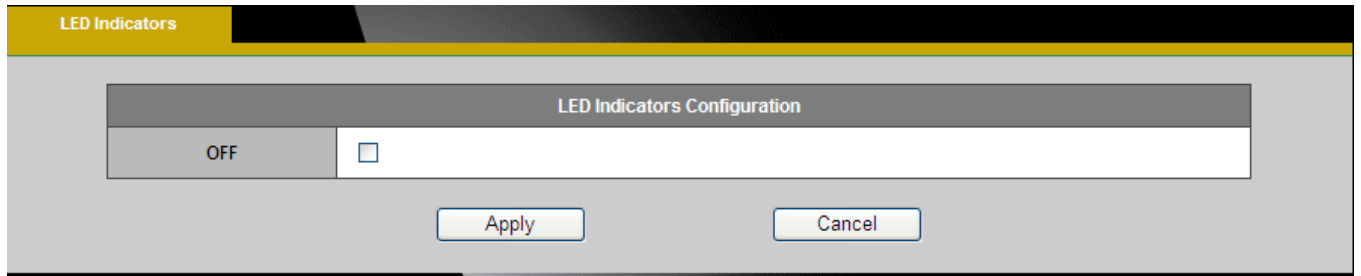 LED Indicators
LED Indicators Configuration
OFF
Apply
Cancel